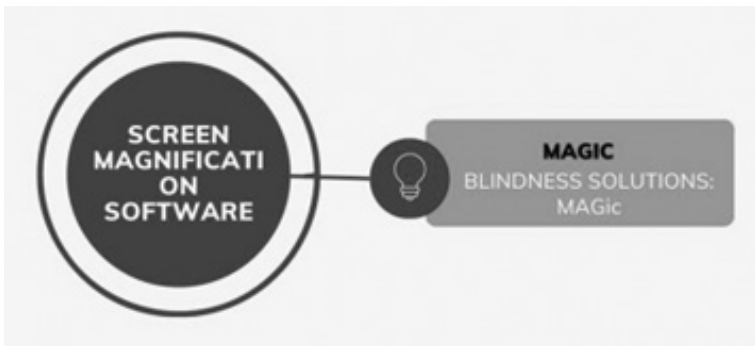 SCREEN
MAGNIFICATI
ON
SOFTWARE
MAGIC
BLINDNESS SOLUTIONS:
MAGic